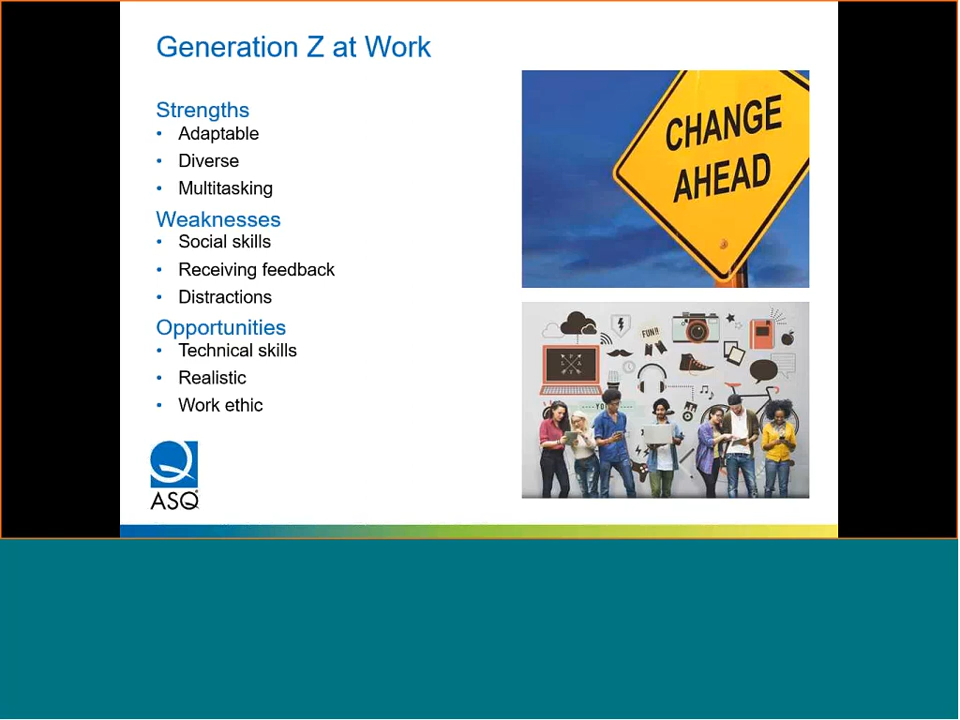 Generation Z at Work
Strengths
• Adaptable
• Diverse
• Multitasking
Weaknesses
• Social skills
• Receiving feedback
• Distractions
Opportunities
• Technical skills
• Realistic
• Work ethic
ASQ
CHANGE
AHEAD
FUN!!